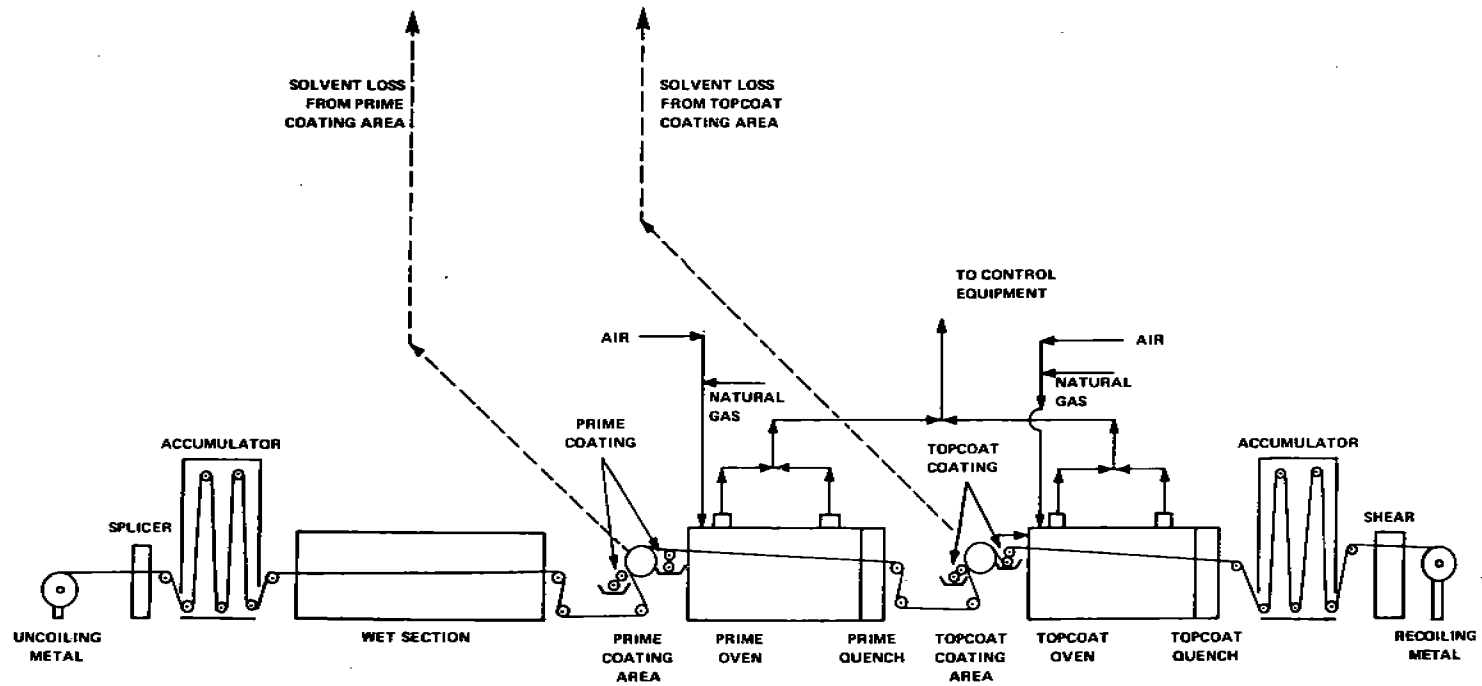 SOLVENT LOSS
FROM PRIME
COATING AREA
SOLVENT LOSS
FROM TOPCOAT
COATING AREA
TO CONTROL
EQUIPMENT
AIR
AIR
NATURAL
GAS
NATURAL
GAS
PRIME
COATING
TOPCOAT
COATING
ACCUMULATOR
ACCUMULATOR
SPLICER
SHEAR
UNCOILING
METAL
WET SECTION
PRIME
COATING
AREA
PRIME
OVEN
PRIME
QUENCH
TOPCOAT
COATING
AREA
TOPCOAT
OVEN
TOPCOAT
QUENCH
RECOILING
METAL